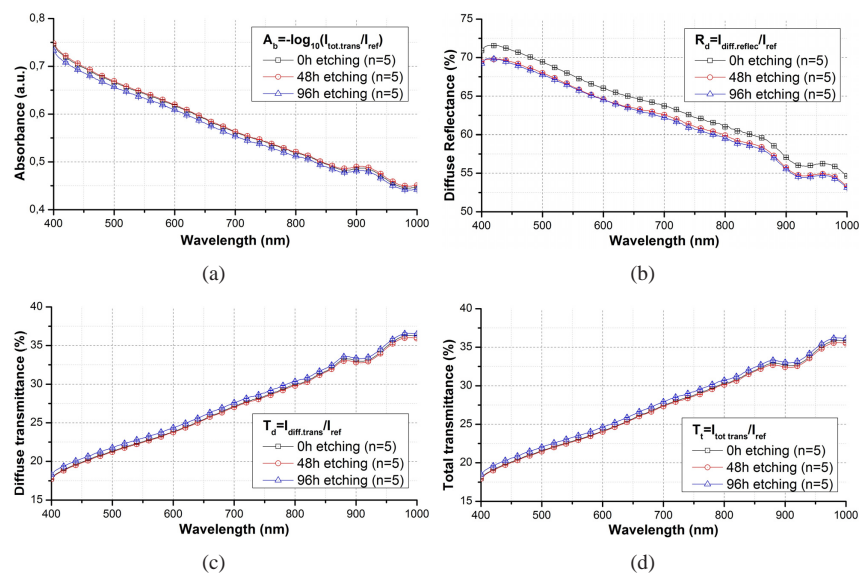 Absorbance (a.u.)
0,8
0,7
0,6
0,5
0,4
A_b=-log_10(I_tot.trans/I_ref)
0h etching (n=5)
48h etching (n=5)
96h etching (n=5)
400 500 600 700 800 900 1000
Wavelength (nm)
(a)
Diffuse Reflectance (%)
75
70
65
60
55
50
R_d=I_diff.reflec/I_ref
0h etching (n=5)
48h etching (n=5)
96h etching (n=5)
400 500 600 700 800 900 1000
Wavelength (nm)
(b)
Diffuse transmittance (%)
40
35
30
25
20
15
T_d=I_diff.trans/I_ref
0h etching (n=5)
48h etching (n=5)
96h etching (n=5)
400 500 600 700 800 900 1000
Wavelength (nm)
(c)
Total transmittance (%)
40
35
30
25
20
15
T_t=I_tot trans/I_ref
0h etching (n=5)
48h etching (n=5)
96h etching (n=5)
400 500 600 700 800 900 1000
Wavelength (nm)
(d)